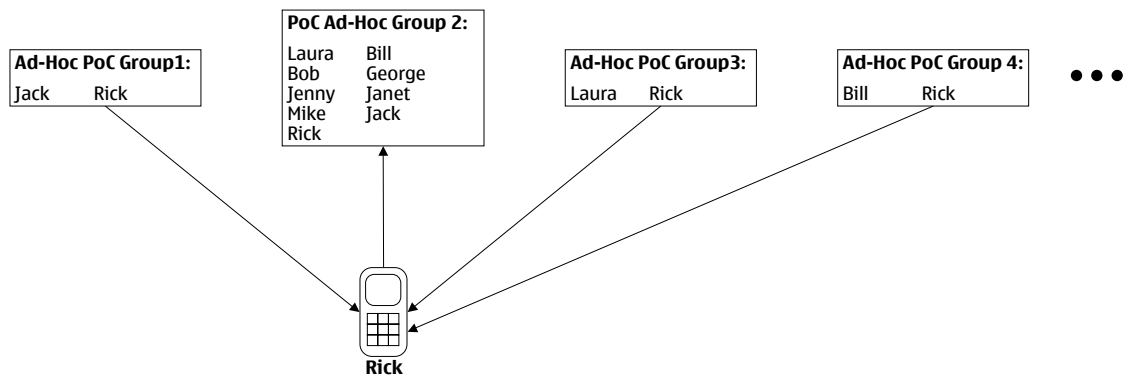 Ad-Hoc PoC Group1:
Jack Rick
PoC Ad-Hoc Group 2:
Laura Bill
Bob George
Jenny Janet
Mike Jack
Rick
Ad-Hoc PoC Group3:
Laura Rick
Ad-Hoc PoC Group 4:
Bill Rick
Rick